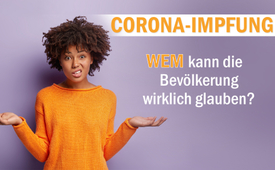 CORONA-IMPFUNG
WEM kann die
Bevölkerung
wirklich glauben?